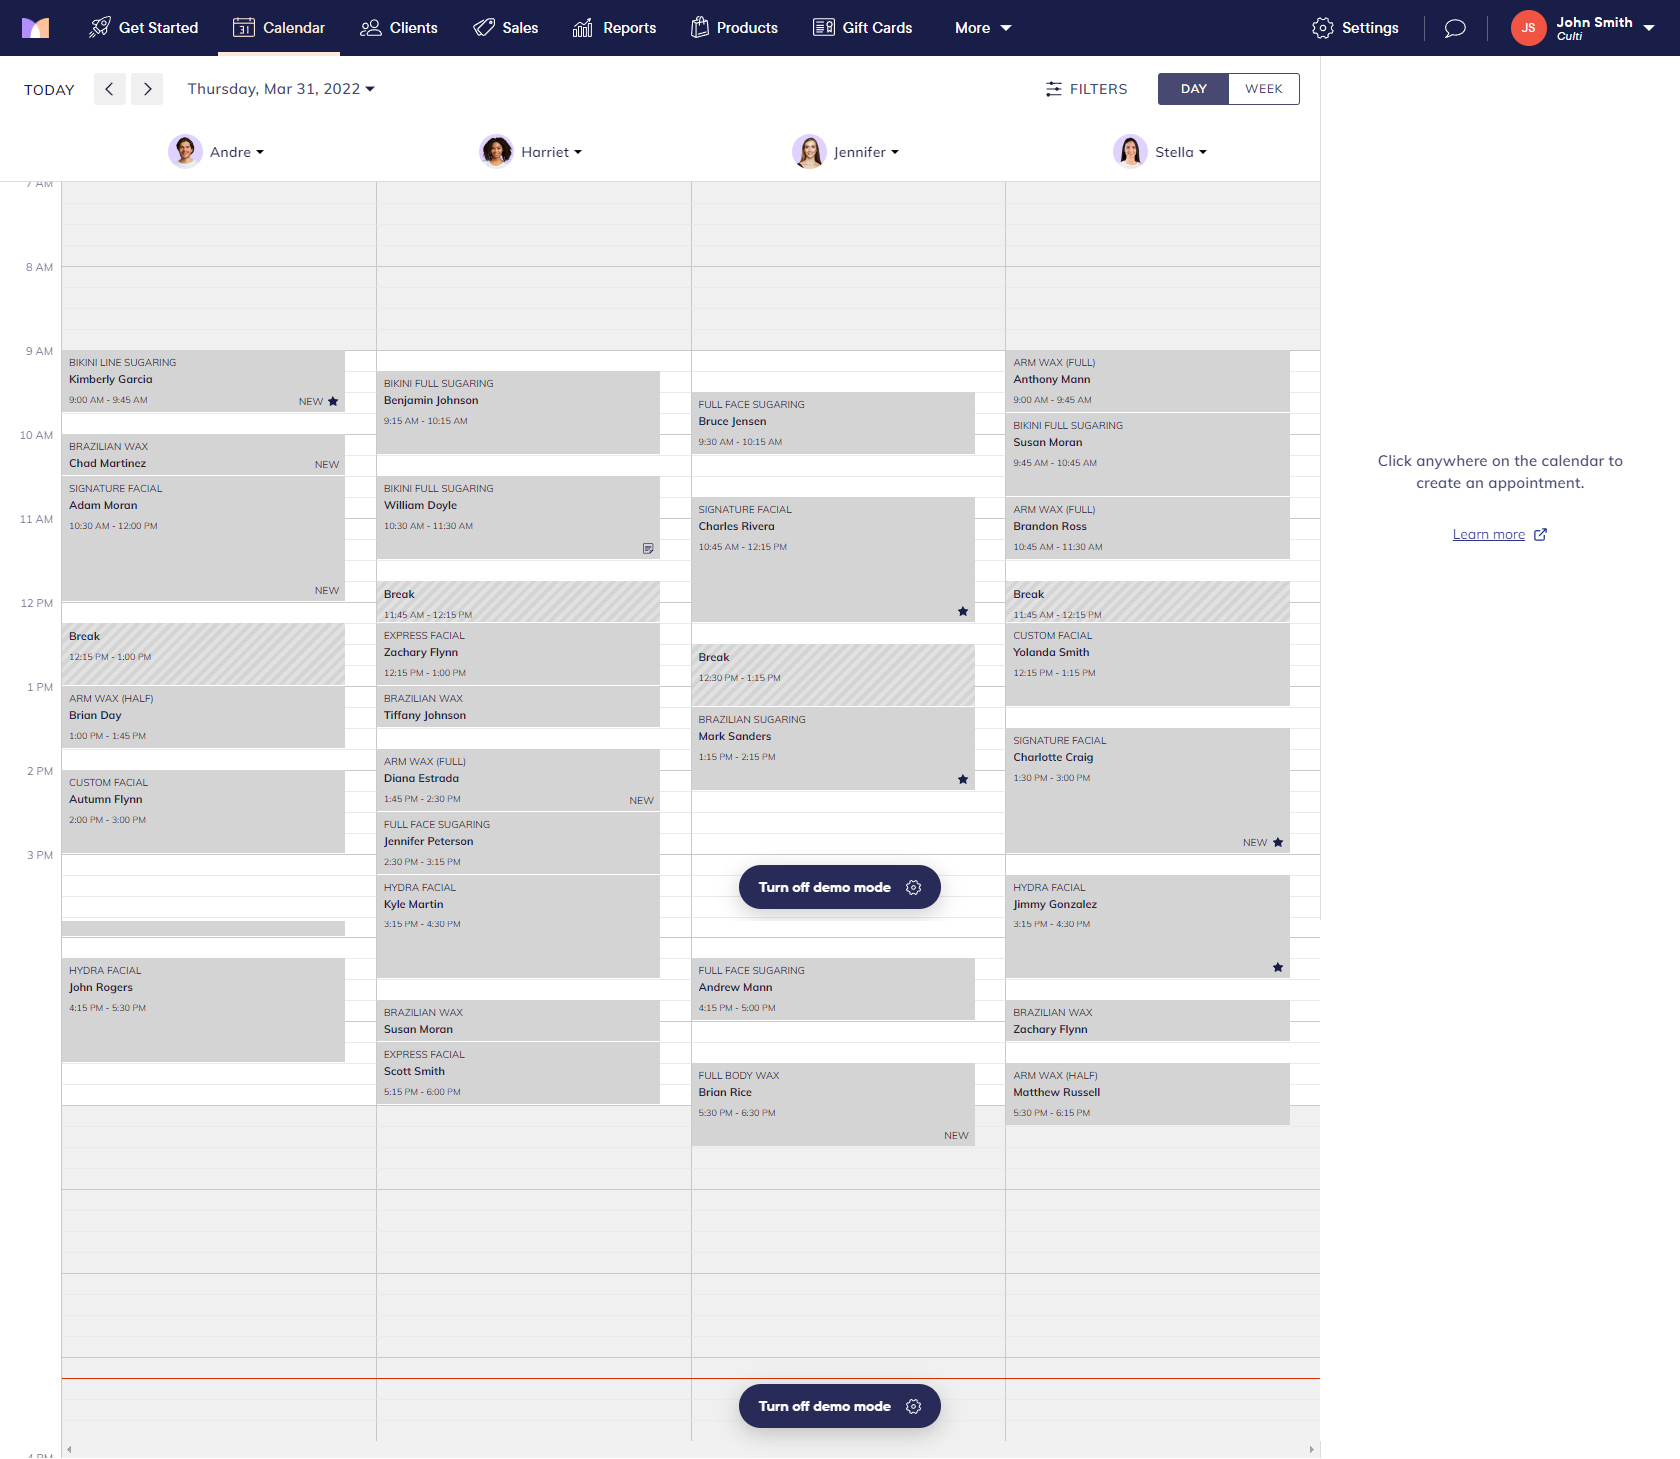 Get Started
Calendar
Clients
Sales
Reports
Products
Gift Cards
More
Settings
JS
John Smith
Culti
TODAY
Thursday, Mar 31, 2022
FILTERS
DAY
WEEK
Andre
Harriet
Jennifer
Stella
7 AM
8 AM
9 AM
10 AM
11 AM
12 PM
1 PM
2 PM
3 PM
4 PM
BIKINI LINE SUGARING
Kimberly Garcia
9:00 AM - 9:45 AM
NEW
BRAZILIAN WAX
Chad Martinez
NEW
SIGNATURE FACIAL
Adam Moran
10:30 AM - 12:00 PM
NEW
Break
12:15 PM - 1:00 PM
ARM WAX (HALF)
Brian Day
1:00 PM - 1:45 PM
CUSTOM FACIAL
Autumn Flynn
2:00 PM - 3:00 PM
HYDRA FACIAL
John Rogers
4:15 PM - 5:30 PM
BIKINI FULL SUGARING
Benjamin Johnson
9:15 AM - 10:15 AM
BIKINI FULL SUGARING
William Doyle
10:30 AM - 11:30 AM
Break
11:45 AM - 12:15 PM
EXPRESS FACIAL
Zachary Flynn
12:15 PM - 1:00 PM
BRAZILIAN WAX
Tiffany Johnson
ARM WAX (FULL)
Diana Estrada
1:45 PM - 2:30 PM
NEW
FULL FACE SUGARING
Jennifer Peterson
2:30 PM - 3:15 PM
HYDRA FACIAL
Kyle Martin
3:15 PM - 4:30 PM
BRAZILIAN WAX
Susan Moran
EXPRESS FACIAL
Scott Smith
5:15 PM - 6:00 PM
FULL FACE SUGARING
Bruce Jensen
9:30 AM - 10:15 AM
SIGNATURE FACIAL
Charles Rivera
10:45 AM - 12:15 PM
Break
12:30 PM - 1:15 PM
BRAZILIAN SUGARING
Mark Sanders
1:15 PM - 2:15 PM
Turn off demo mode
FULL FACE SUGARING
Andrew Mann
4:15 PM - 5:00 PM
FULL BODY WAX
Brian Rice
5:30 PM - 6:30 PM
NEW
Turn off demo mode
ARM WAX (FULL)
Anthony Mann
9:00 AM - 9:45 AM
BIKINI FULL SUGARING
Susan Moran
9:45 AM - 10:45 AM
ARM WAX (FULL)
Brandon Ross
10:45 AM - 11:30 AM
Break
11:45 AM - 12:15 PM
CUSTOM FACIAL
Yolanda Smith
12:15 PM - 1:15 PM
SIGNATURE FACIAL
Charlotte Craig
1:30 PM - 3:00 PM
NEW
HYDRA FACIAL
Jimmy Gonzalez
3:15 PM - 4:30 PM
BRAZILIAN WAX
Zachary Flynn
ARM WAX (HALF)
Matthew Russell
5:30 PM - 6:15 PM
Click anywhere on the calendar to
create an appointment.
Learn more